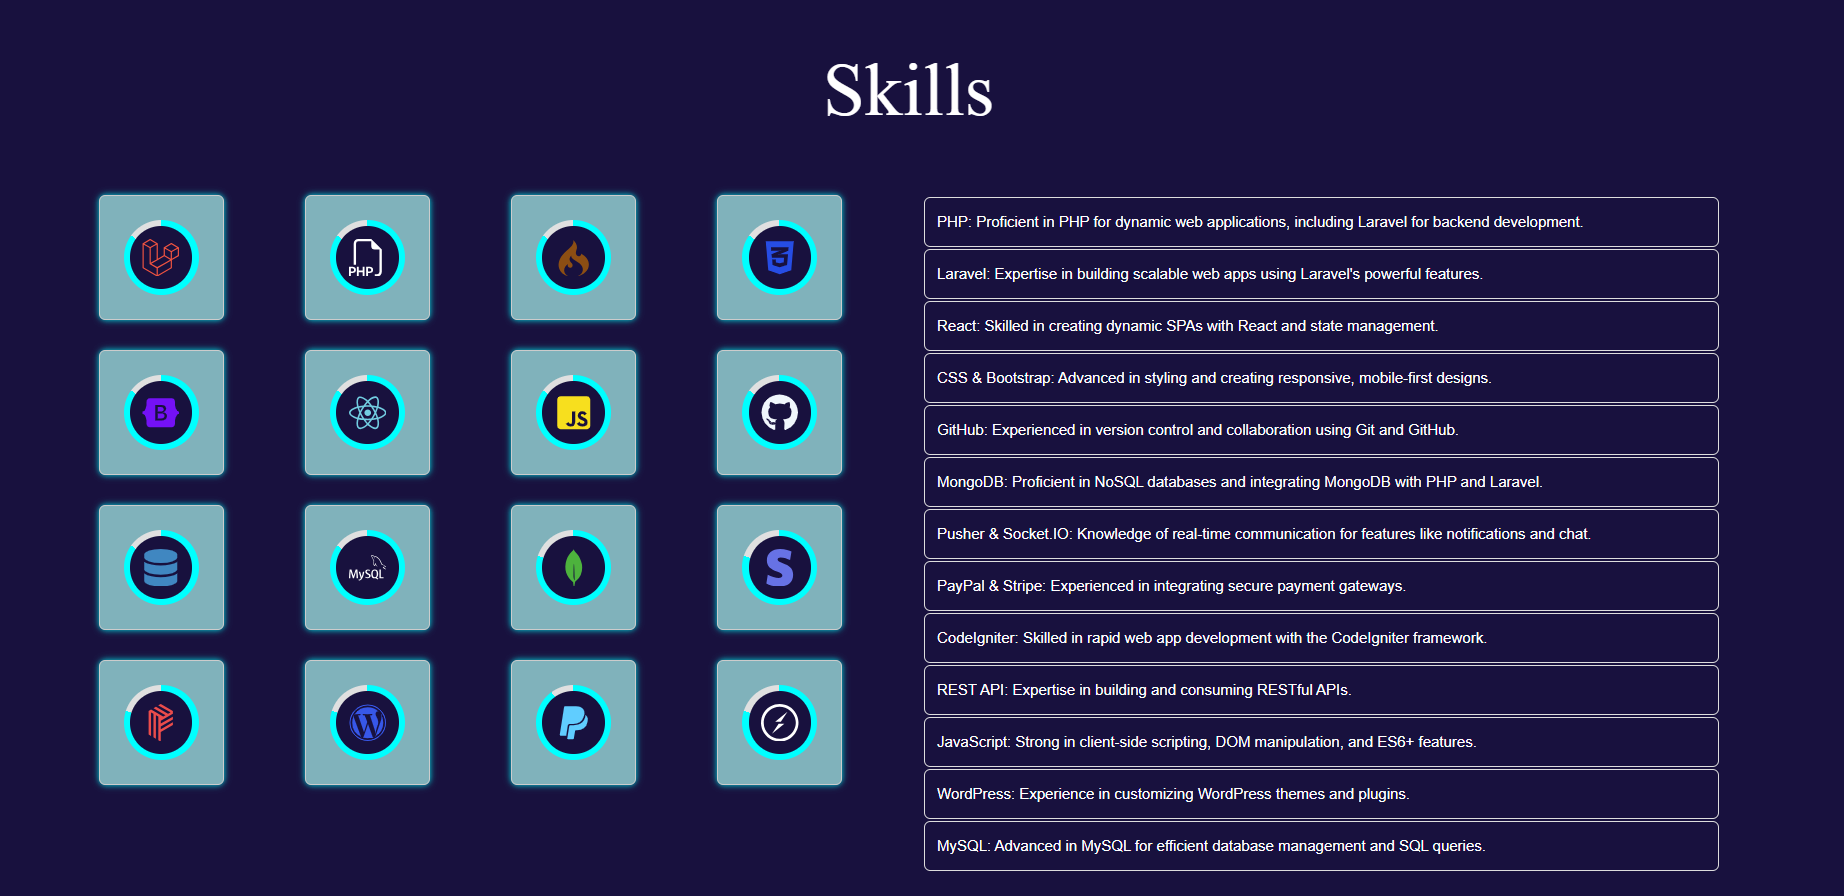 Skills
PHP
B
JS
MySQL
PHP: Proficient in PHP for dynamic web applications, including Laravel for backend development.
Laravel: Expertise in building scalable web apps using Laravel's powerful features.
React: Skilled in creating dynamic SPAs with React and state management.
CSS & Bootstrap: Advanced in styling and creating responsive, mobile-first designs.
GitHub: Experienced in version control and collaboration using Git and GitHub.
MongoDB: Proficient in NoSQL databases and integrating MongoDB with PHP and Laravel.
Pusher & Socket.IO: Knowledge of real-time communication for features like notifications and chat.
PayPal & Stripe: Experienced in integrating secure payment gateways.
CodeIgniter: Skilled in rapid web app development with the CodeIgniter framework.
REST API: Expertise in building and consuming RESTful APIs.
JavaScript: Strong in client-side scripting, DOM manipulation, and ES6+ features.
WordPress: Experience in customizing WordPress themes and plugins.
MySQL: Advanced in MySQL for efficient database management and SQL queries.